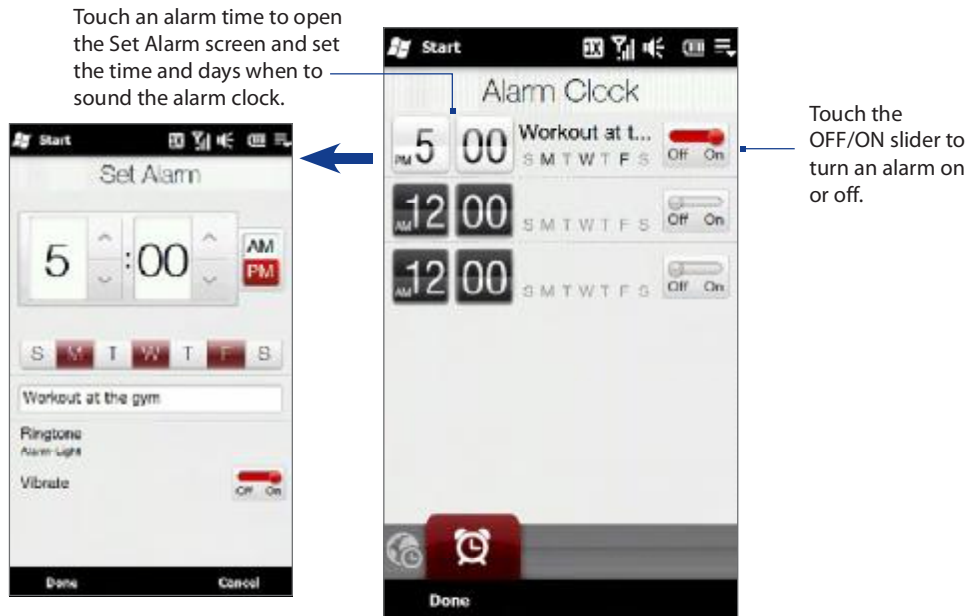 Touch an alarm time to open
the Set Alarm screen and set
the time and days when to
sound the alarm clock.
Start
Set Alarm
5 : 00 AM
PM
S M T W T F S
Workout at the gym
Ringtone
Alarm-Light
Vibrate
Off On
Done Cancel
Start 1X
Alarm Clock
PM 5 00 Workout at t...
S M T W T F S
Off On
AM 12 00
S M T W T F S
Off On
AM 12 00
S M T W T F S
Off On
Done
Touch the
OFF/ON slider to
turn an alarm on
or off.